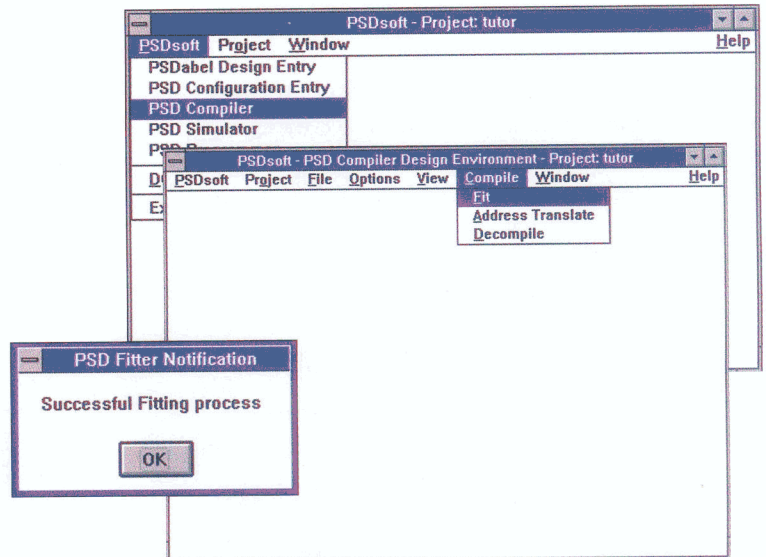 PSDsoft - Project: tutor
PSDsoft Project Window Help
PSDabel Design Entry
PSD Configuration Entry
PSD Compiler
PSD Simulator
PSD
PSDsoft - PSD Compiler Design Environment - Project: tutor
PSDsoft Project File Options View Compile Window Help
Fit
Address Translate
Decompile
PSD Fitter Notification
Successful Fitting process
OK